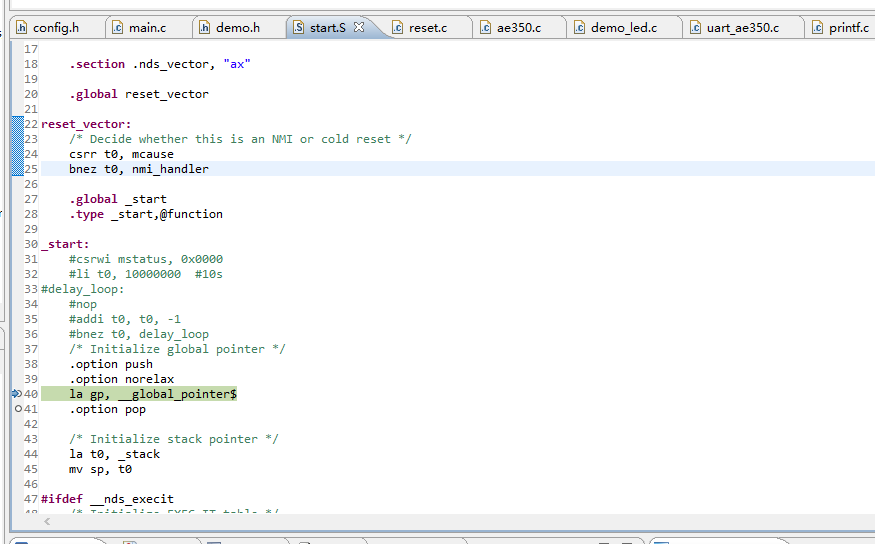 config.h main.c demo.h start.S reset.c ae350.c demo_led.c uart_ae350.c printf.c
17
18 .section .nds_vector, "ax"
19
20 .global reset_vector
21
22 reset_vector:
23 /* Decide whether this is an NMI or cold reset */
24 csrr t0, mcause
25 bnez t0, nmi_handler
26
27 .global _start
28 .type _start,@function
29
30 _start:
31 #csrwi mstatus, 0x0000
32 #li t0, 10000000 #10s
33 #delay_loop:
34 #nop
35 #addi t0, t0, -1
36 #bnez t0, delay_loop
37 /* Initialize global pointer */
38 .option push
39 .option norelax
40 la gp, __global_pointer$
41 .option pop
42
43 /* Initialize stack pointer */
44 la t0, _stack
45 mv sp, t0
46
47 #ifdef __nds_execit